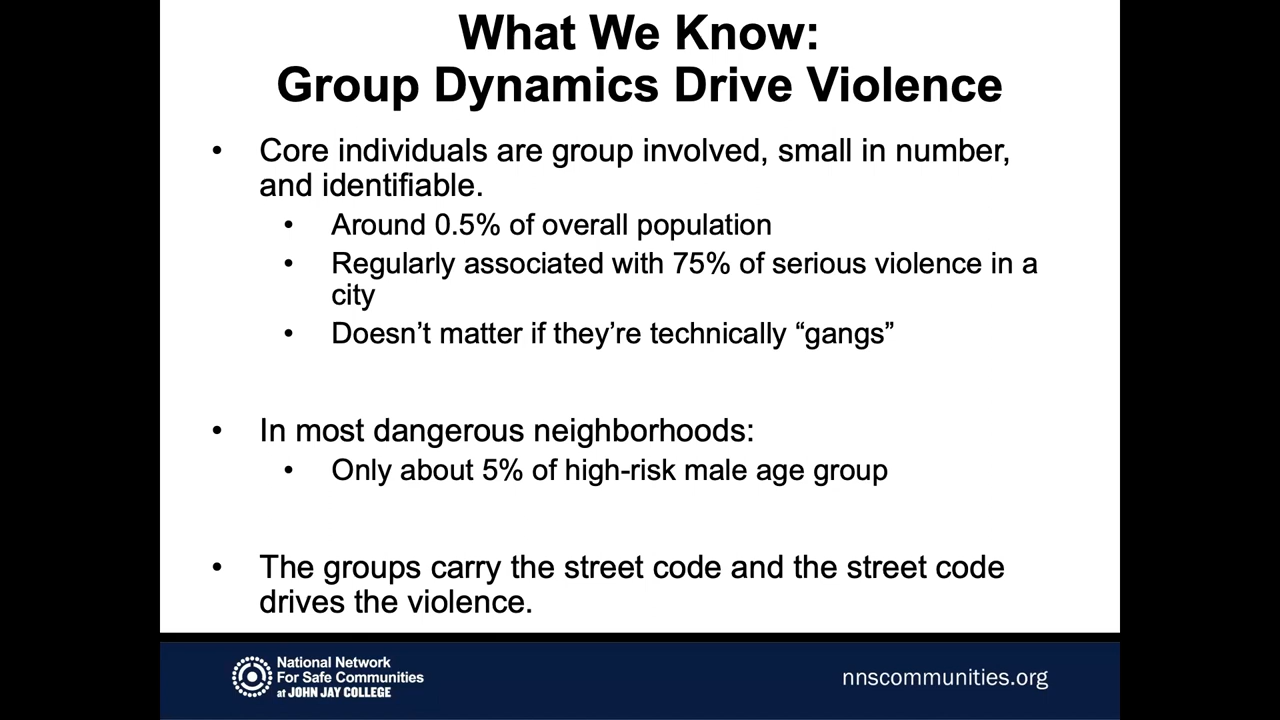 What We Know:
Group Dynamics Drive Violence
• Core individuals are group involved, small in number,
and identifiable.
• Around 0.5% of overall population
• Regularly associated with 75% of serious violence in a
city
• Doesn’t matter if they’re technically “gangs”
• In most dangerous neighborhoods:
• Only about 5% of high-risk male age group
• The groups carry the street code and the street code
drives the violence.
National Network
For Safe Communities
at JOHN JAY COLLEGE
nnscommunities.org